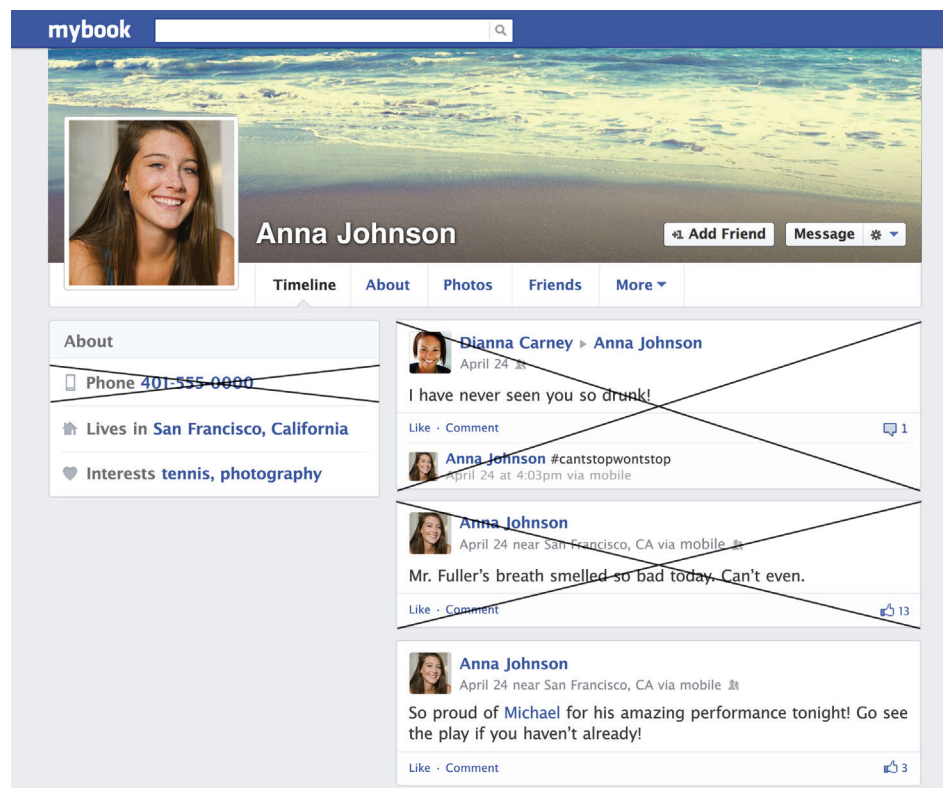 mybook
Anna Johnson
+1 Add Friend
Message
Timeline About Photos Friends More
About
Phone 401-555-0000
Lives in San Francisco, California
Interests tennis, photography
Dianna Carney ▸ Anna Johnson
April 24
I have never seen you so drunk!
Like · Comment 1
Anna Johnson #cantstopwontstop
April 24 at 4:03pm via mobile
Anna Johnson
April 24 near San Francisco, CA via mobile
Mr. Fuller's breath smelled so bad today. Can't even.
Like · Comment 13
Anna Johnson
April 24 near San Francisco, CA via mobile
So proud of Michael for his amazing performance tonight! Go see
the play if you haven't already!
Like · Comment 3